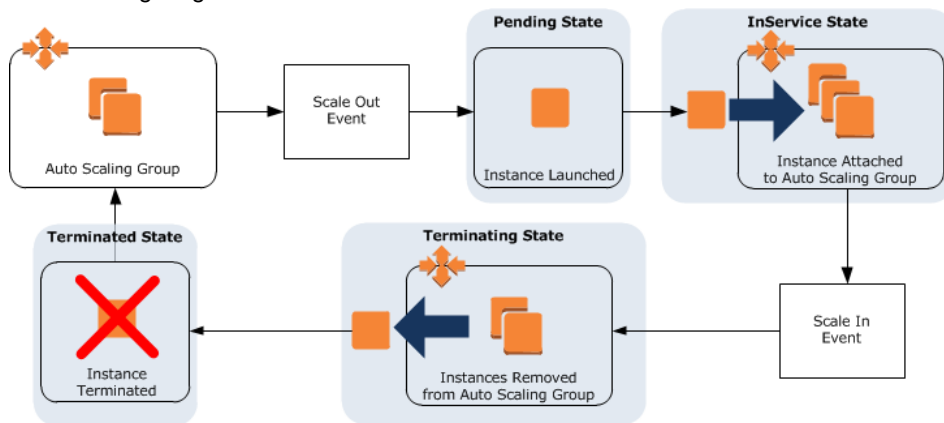 Pending State
InService State
Scale Out
Event
Auto Scaling Group
Instance Launched
Instance Attached
to Auto Scaling Group
Terminated State
Terminating State
Scale In
Event
Instance
Terminated
Instances Removed
from Auto Scaling Group